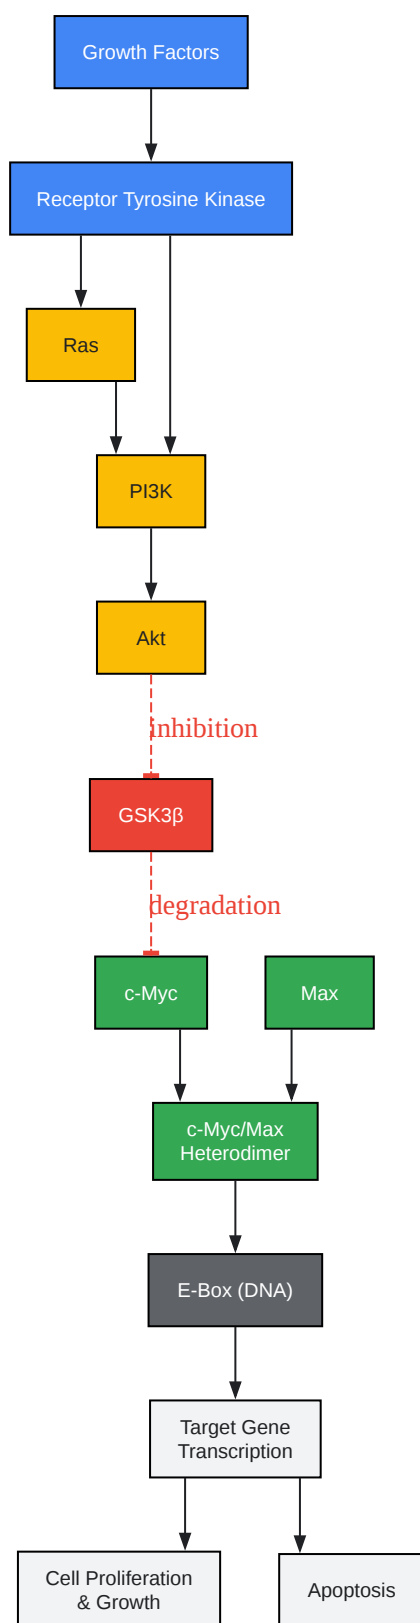 Growth Factors
Receptor Tyrosine Kinase
Ras
PI3K
Akt
inhibition
GSK3β
degradation
c-Myc
Max
c-Myc/Max
Heterodimer
E-Box (DNA)
Target Gene
Transcription
Cell Proliferation
& Growth
Apoptosis